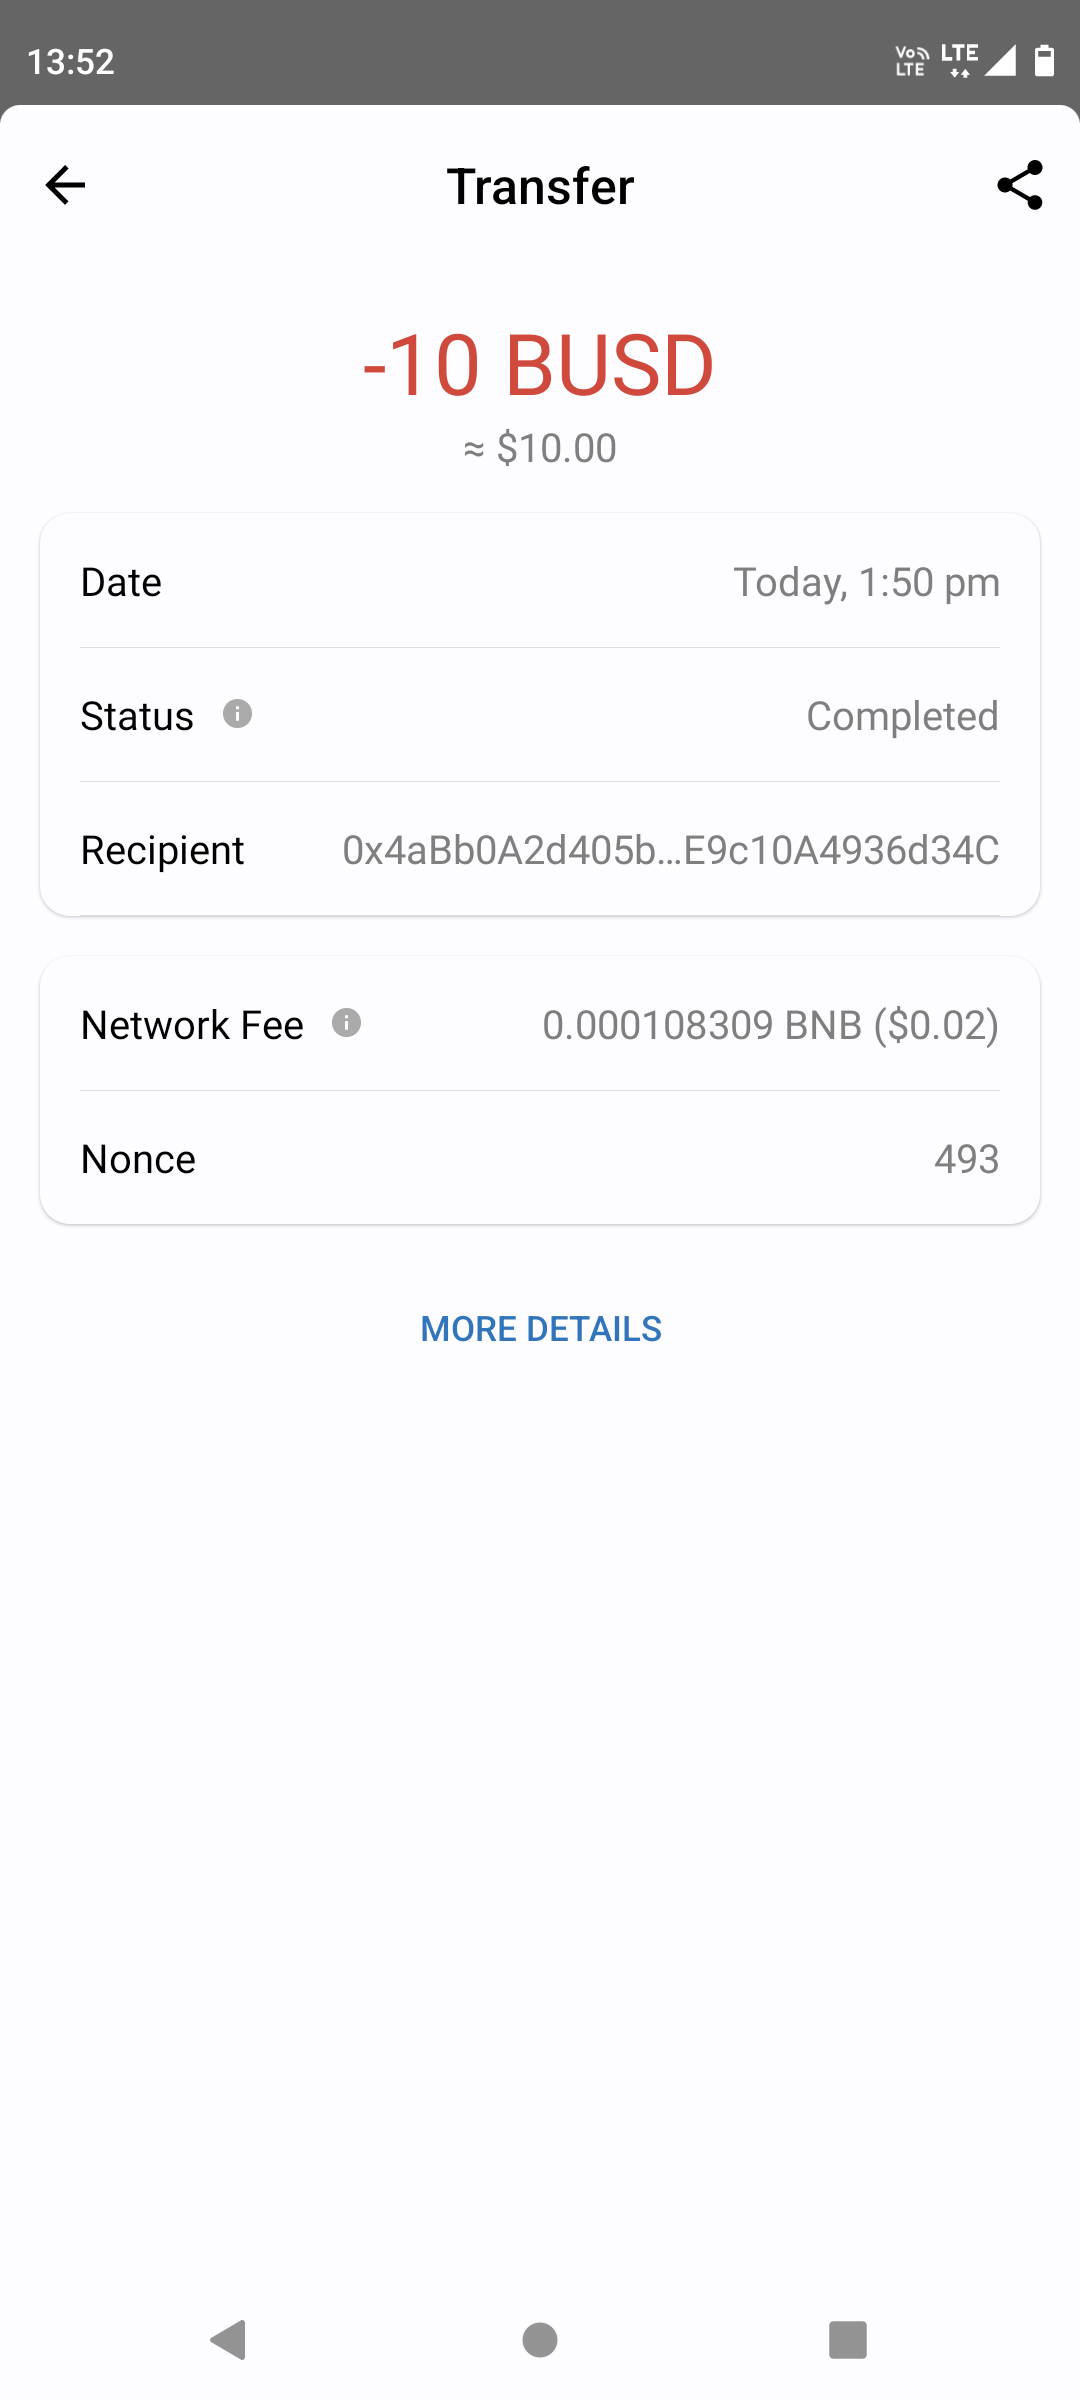 13:52
Vo LTE
LTE
Transfer
-10 BUSD
≈ $10.00
Date Today, 1:50 pm
Status Completed
Recipient 0x4aBb0A2d405b...E9c10A4936d34C
Network Fee 0.000108309 BNB ($0.02)
Nonce 493
MORE DETAILS